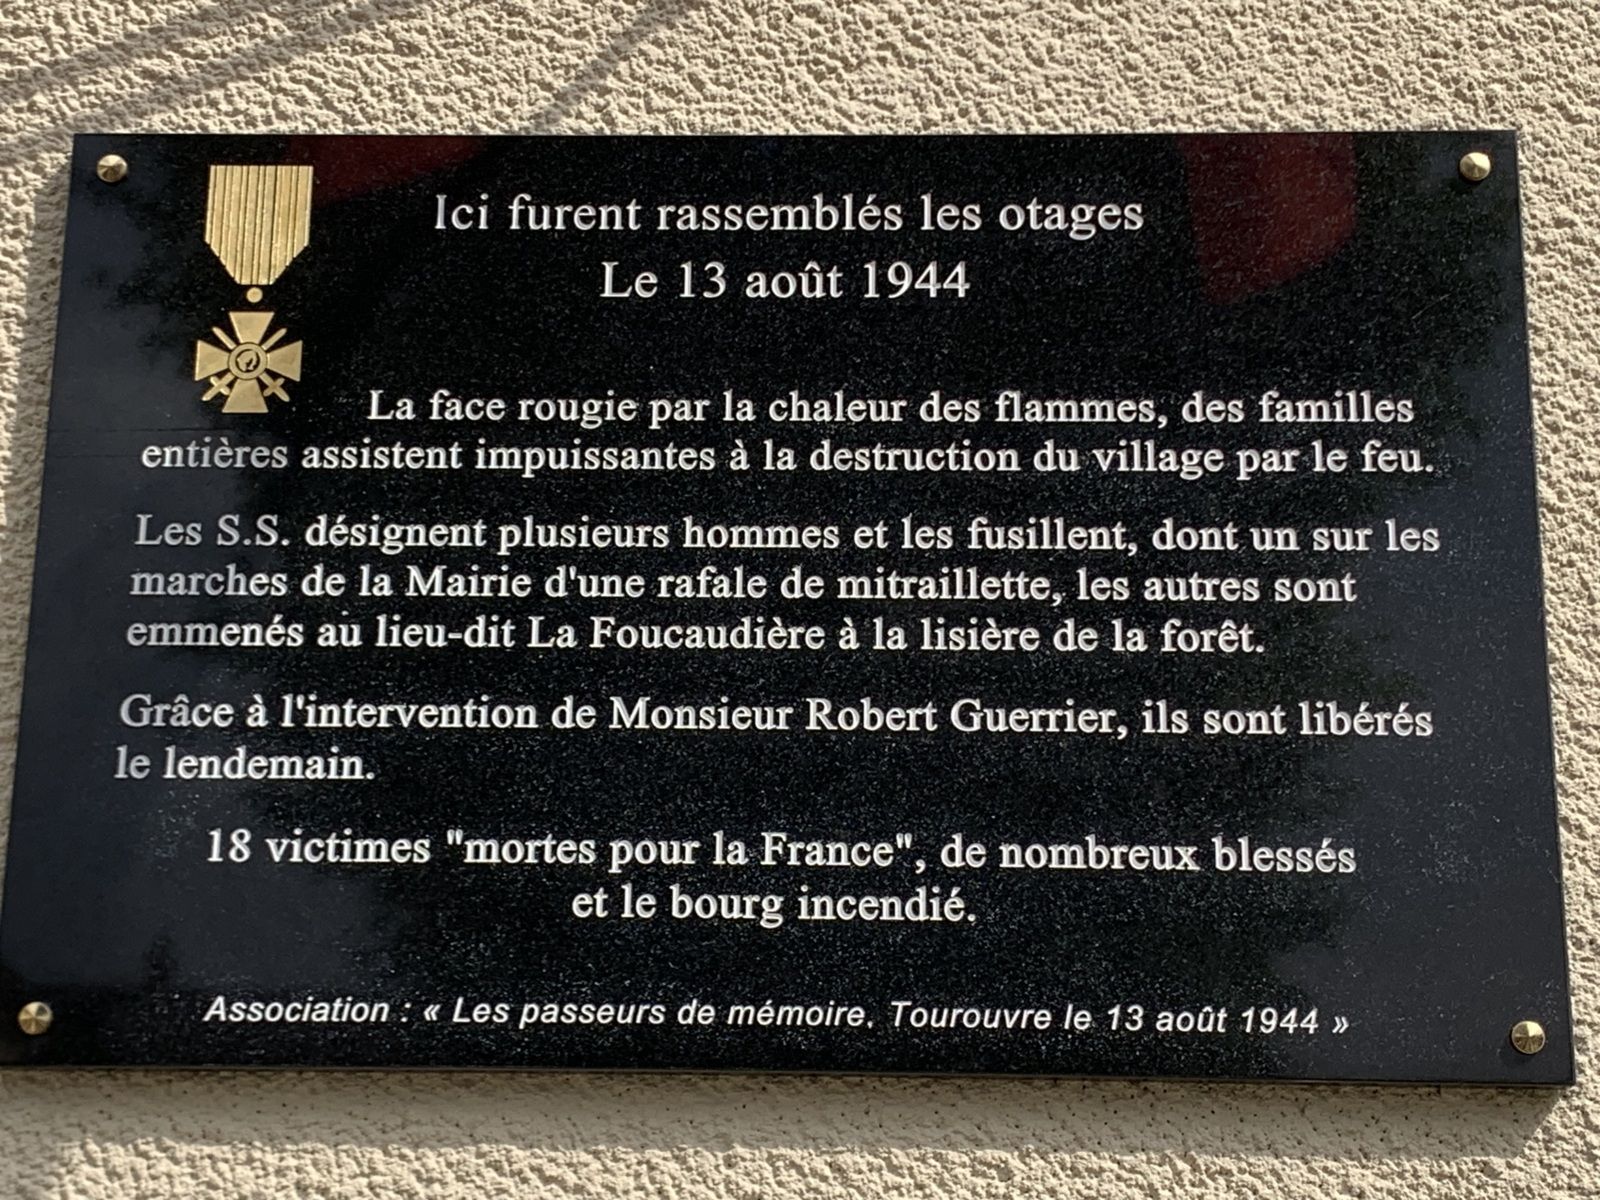 Ici furent rassemblés les otages
Le 13 août 1944
La face rougie par la chaleur des flammes, des familles
entières assistent impuissantes à la destruction du village par le feu.
Les S.S. désignent plusieurs hommes et les fusillent, dont un sur les
marches de la Mairie d'une rafale de mitraillette, les autres sont
emmenés au lieu-dit La Foucaudière à la lisière de la forêt.
Grâce à l'intervention de Monsieur Robert Guerrier, ils sont libérés
le lendemain.
18 victimes "mortes pour la France", de nombreux blessés
et le bourg incendié.
Association : « Les passeurs de mémoire. Tourouvre le 13 août 1944 »